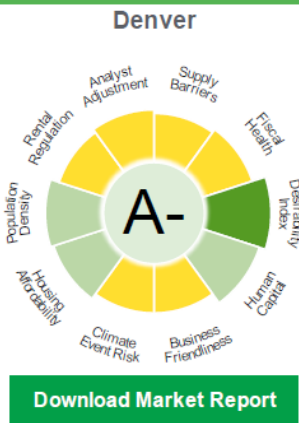 Denver
Analyst
Adjustment
Supply
Barriers
Fiscal
Health
Desirability
Index
Human
Capital
Business
Friendliness
Climate
Event Risk
Housing
Affordability
Population
Density
Rental
Regulation
A-
Download Market Report